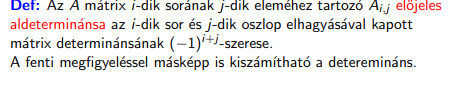 Def: Az A mátrix i-dik sorának j-dik eleméhez tartozó A_{i,j} előjeles
aldeterminánsa az i-dik sor és j-dik oszlop elhagyásával kapott
mátrix determinánsának (−1)^{i+j}-szerese.
A fenti megfigyeléssel másképp is kiszámítható a deteremináns.